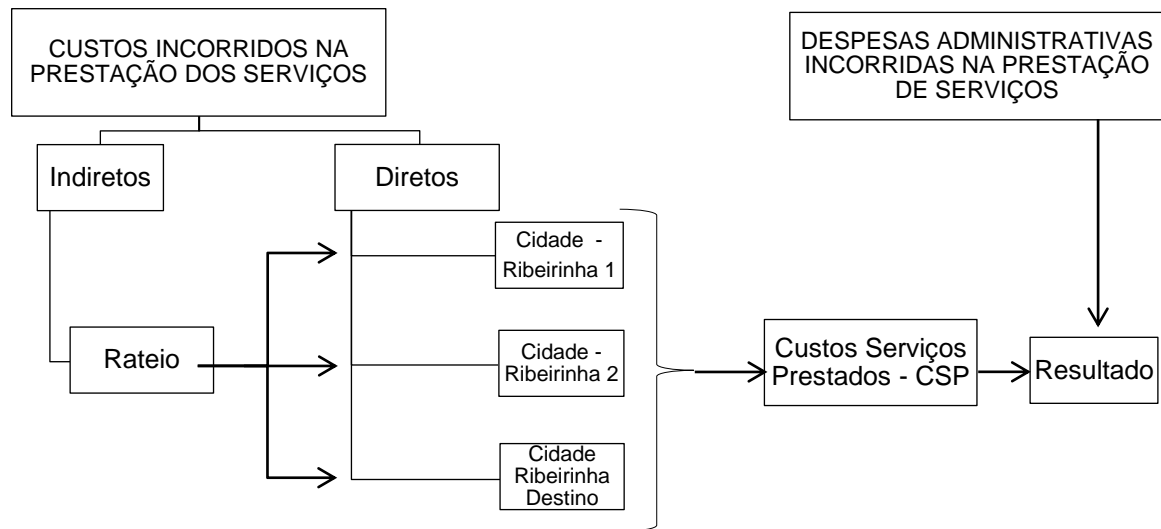 CUSTOS INCORRIDOS NA
PRESTAÇÃO DOS SERVIÇOS
DESPESAS ADMINISTRATIVAS
INCORRIDAS NA PRESTAÇÃO
DE SERVIÇOS
Indiretos
Diretos
Cidade -
Ribeirinha 1
Rateio
Cidade -
Ribeirinha 2
Custos Serviços
Prestados - CSP
Resultado
Cidade
Ribeirinha
Destino